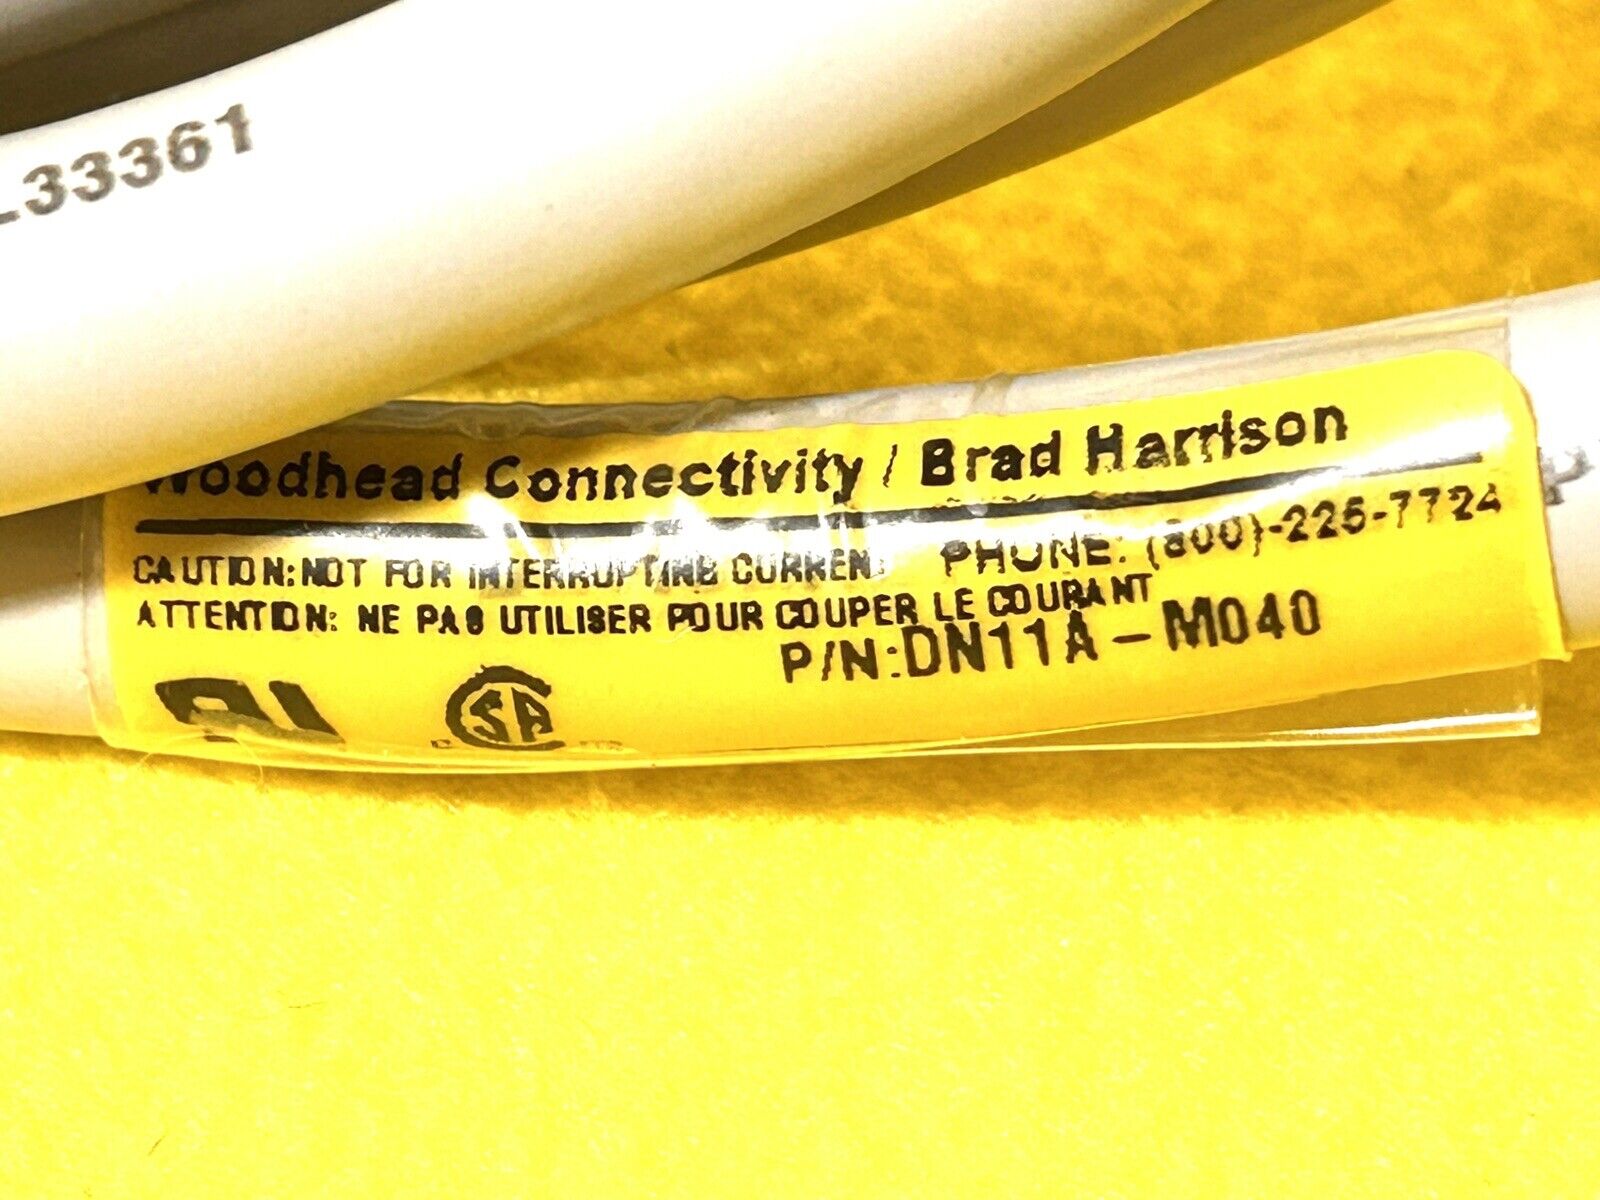 33361
Woodhead Connectivity / Brad Harrison
CAUTION: NOT FOR INTERRUPTING CURRENT PHONE: (800)-225-7724
ATTENTION: NE PAS UTILISER POUR COUPER LE COURANT
P/N: DN11A-M040
CSA